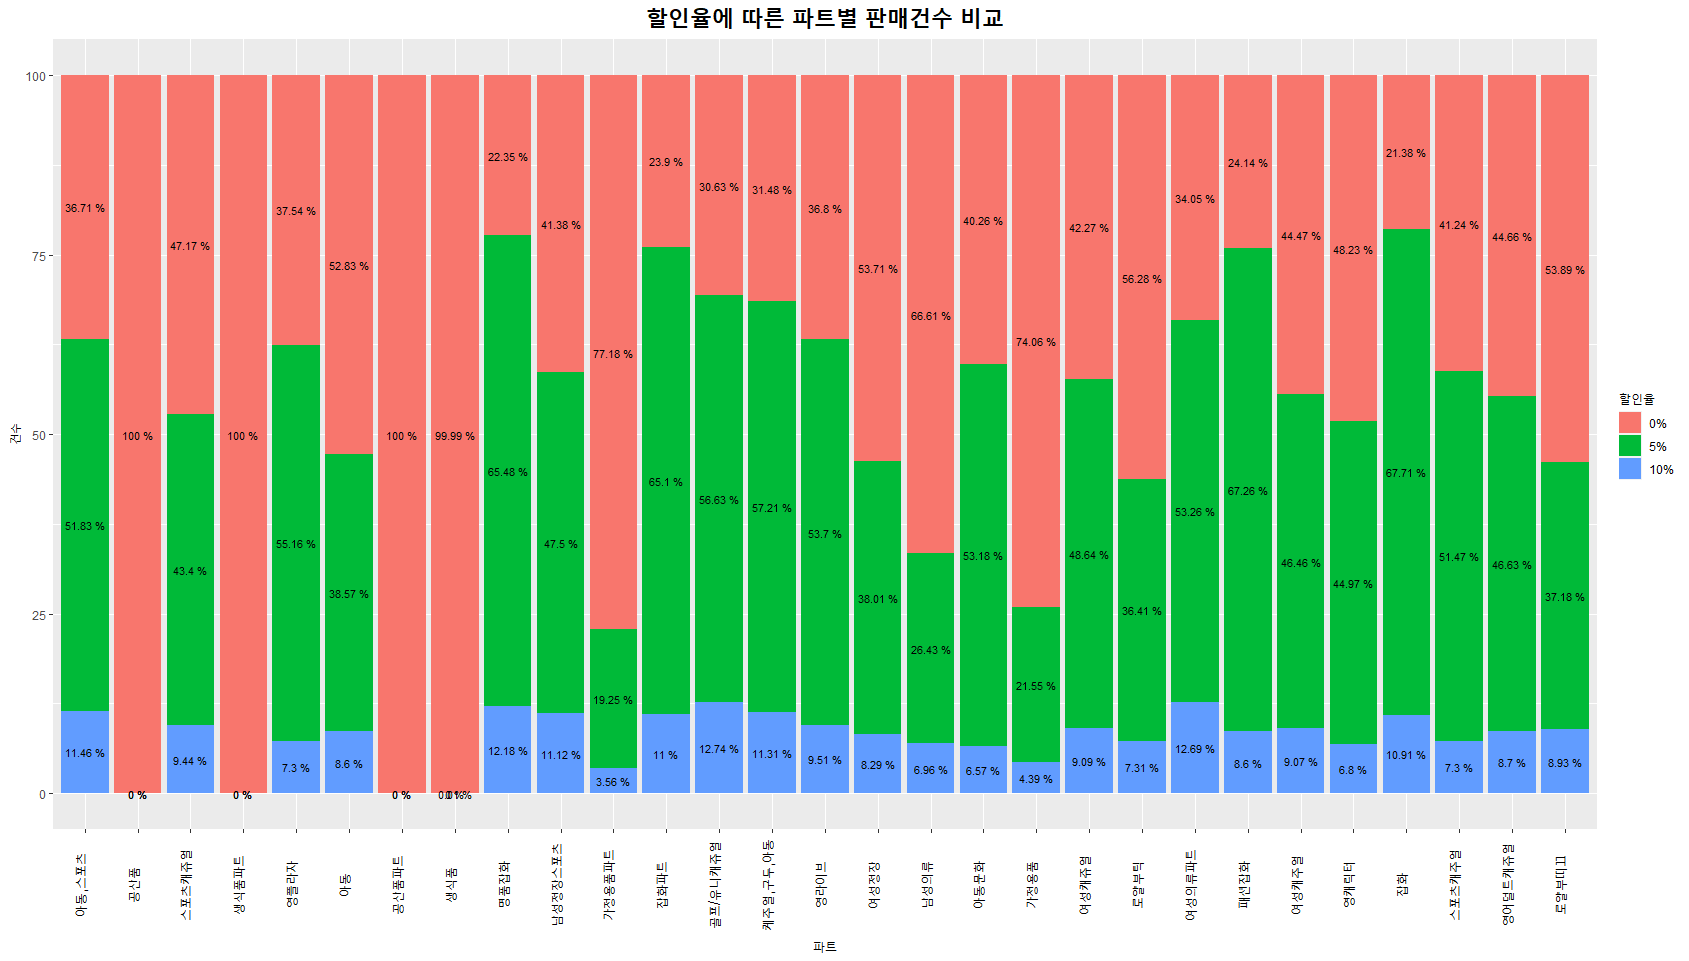 할인율에 따른 파트별 판매건수 비교
건수
100
75
50
25
0
36.71 %
51.83 %
11.46 %
100 %
0 %
47.17 %
43.4 %
9.44 %
100 %
0 %
37.54 %
55.16 %
7.3 %
52.83 %
38.57 %
8.6 %
100 %
0 %
99.99 %
0 %
0.01 %
22.35 %
65.48 %
12.18 %
41.38 %
47.5 %
11.12 %
77.18 %
19.25 %
3.56 %
23.9 %
65.1 %
11 %
30.63 %
56.63 %
12.74 %
31.48 %
57.21 %
11.31 %
36.8 %
53.7 %
9.51 %
53.71 %
38.01 %
8.29 %
66.61 %
26.43 %
6.96 %
40.26 %
53.18 %
6.57 %
74.06 %
21.55 %
4.39 %
42.27 %
48.64 %
9.09 %
56.28 %
36.41 %
7.31 %
34.05 %
53.26 %
12.69 %
24.14 %
67.26 %
8.6 %
44.47 %
46.46 %
9.07 %
48.23 %
44.97 %
6.8 %
21.38 %
67.71 %
10.91 %
41.24 %
51.47 %
7.3 %
44.66 %
46.63 %
8.7 %
53.89 %
37.18 %
8.93 %
아동,스포츠
공산품
스포츠캐쥬얼
생식품파트
영플라자
아동
공산품파트
생식품
명품잡화
남성정장스포츠
가정용품파트
잡화파트
골프/유니캐쥬얼
케주얼,구두,아동
영라이브
여성정장
남성의류
아동문화
가정용품
여성캐쥬얼
로얄부틱
여성의류파트
패션잡화
여성캐주얼
영캐릭터
잡화
스포츠캐주얼
영어덜트캐쥬얼
로얄부띠끄
파트
할인율
0%
5%
10%